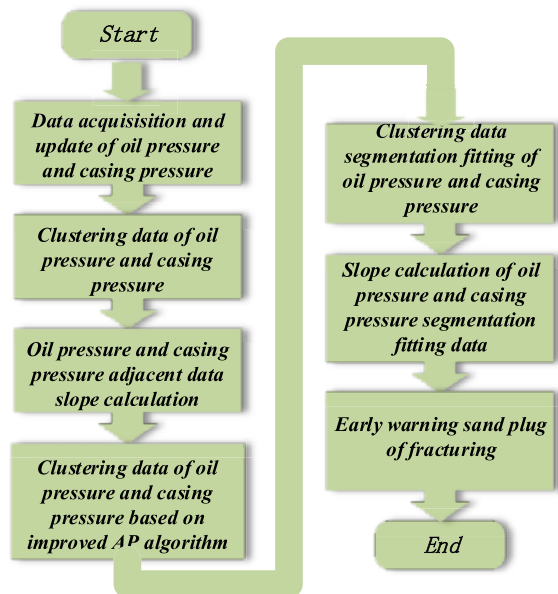 Start
Data acquisisition and
update of oil pressure
and casing pressure
Clustering data of oil
pressure and casing
pressure
Oil pressure and casing
pressure adjacent data
slope calculation
Clustering data of oil
pressure and casing
pressure based on
improved AP algorithm
Clustering data
segmentation fitting of
oil pressure and casing
pressure
Slope calculation of oil
pressure and casing
pressure segmentation
fitting data
Early warning sand plug
of fracturing
End